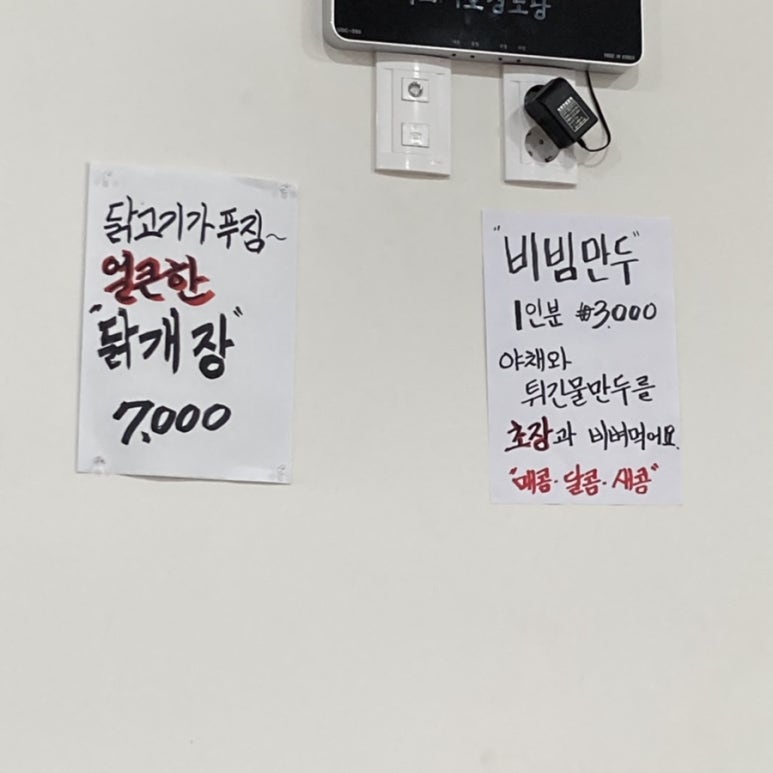 닭고기가 푸짐~
얼큰한
"닭개장"
7,000
"비빔만두"
1인분 ₩3,000
야채와
튀긴물만두를
초장과 비벼먹어요.
"매콤·달콤·새콤"